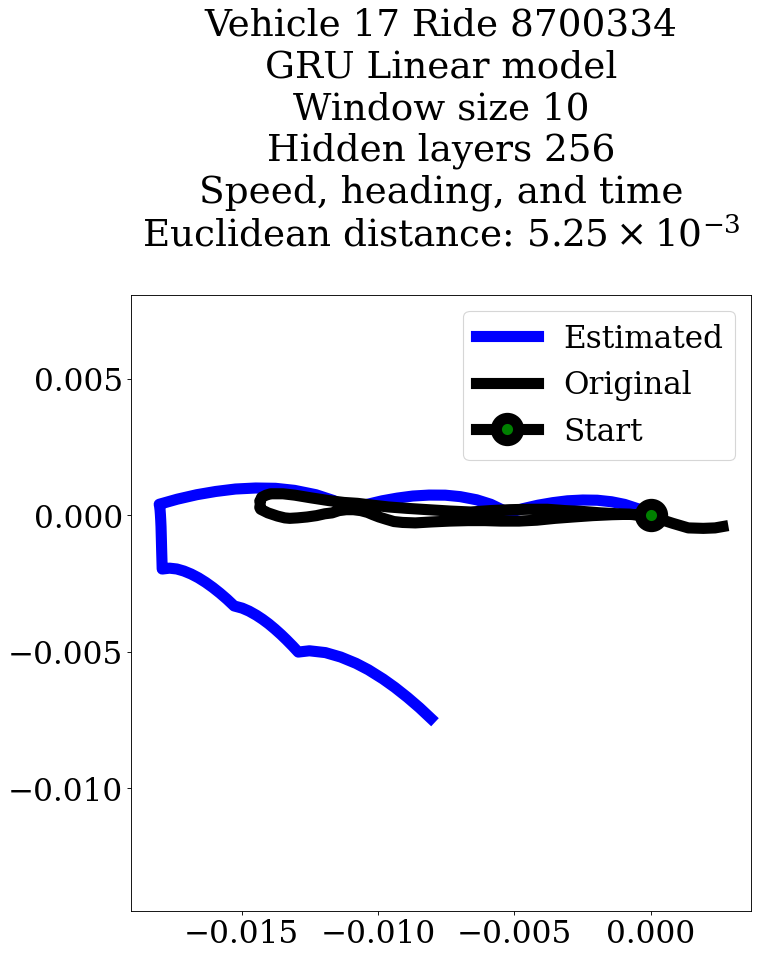 Vehicle 17 Ride 8700334
GRU Linear model
Window size 10
Hidden layers 256
Speed, heading, and time
Euclidean distance: 5.25 × 10⁻³
Estimated
Original
Start
0.005
0.000
−0.005
−0.010
−0.015 −0.010 −0.005 0.000